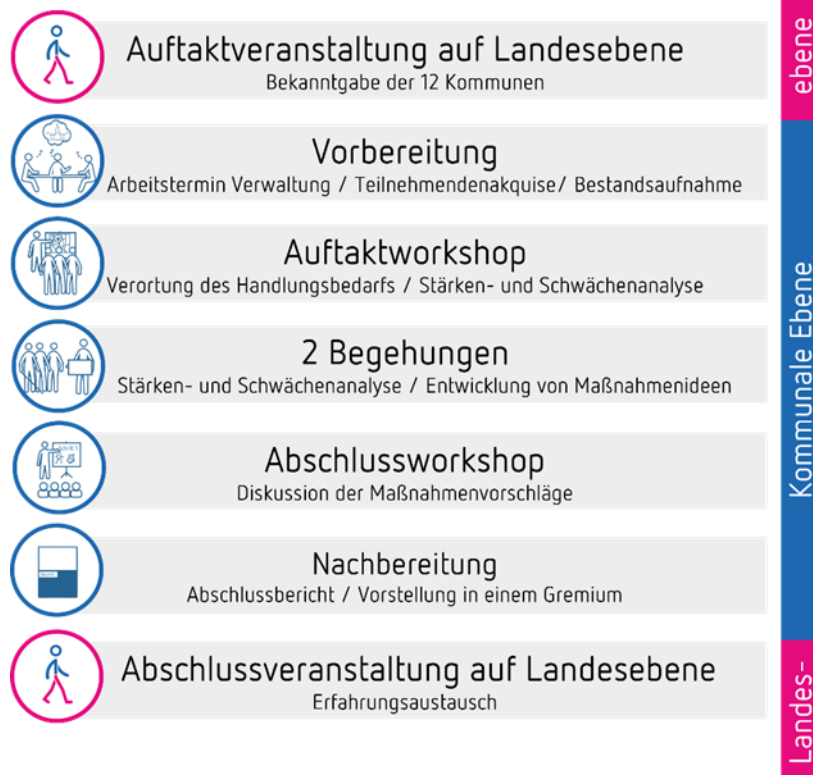 Auftaktveranstaltung auf Landesebene
Bekanntgabe der 12 Kommunen
Vorbereitung
Arbeitstermin Verwaltung / Teilnehmendenakquise/ Bestandsaufnahme
Auftaktworkshop
Verortung des Handlungsbedarfs / Stärken- und Schwächenanalyse
2 Begehungen
Stärken- und Schwächenanalyse / Entwicklung von Maßnahmenideen
Abschlussworkshop
Diskussion der Maßnahmenvorschläge
Nachbereitung
Abschlussbericht / Vorstellung in einem Gremium
Abschlussveranstaltung auf Landesebene
Erfahrungsaustausch
ebene
Kommunale Ebene
Landes-